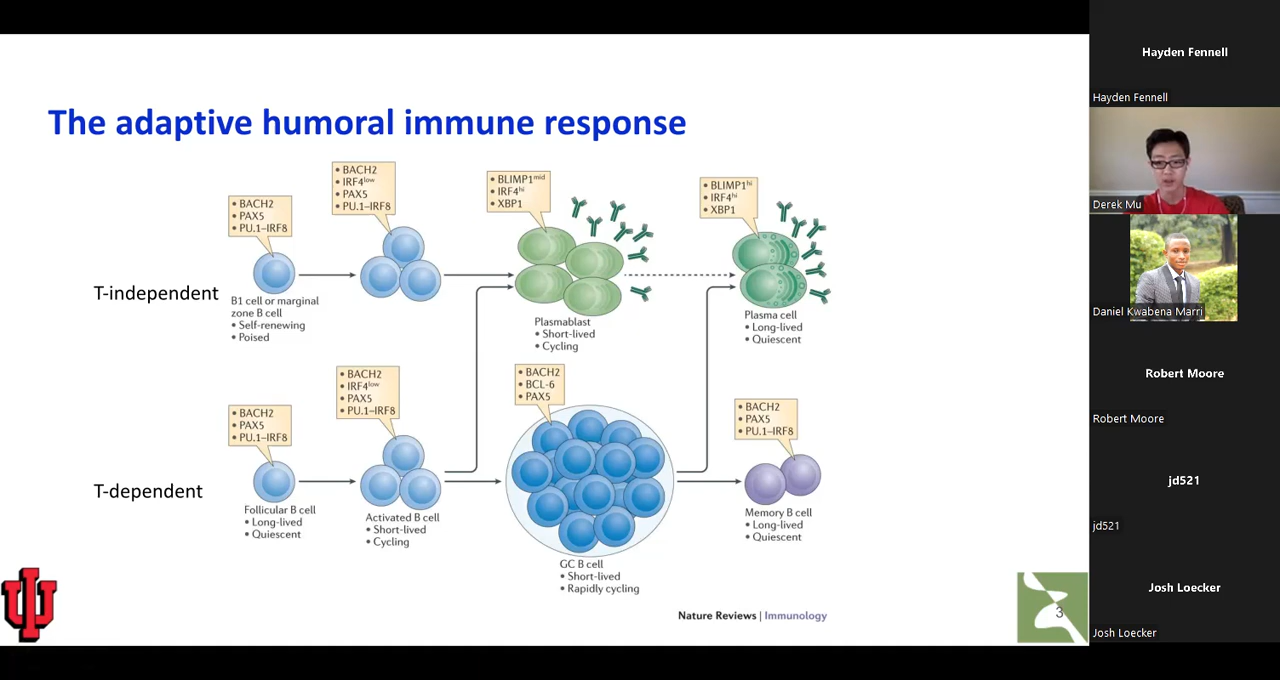 The adaptive humoral immune response
• BACH2
• IRF4low
• PAX5
• PU.1–IRF8
• BACH2
• PAX5
• PU.1–IRF8
• BLIMP1mid
• IRF4hi
• XBP1
• BLIMP1hi
• IRF4hi
• XBP1
T-independent
B1 cell or marginal
zone B cell
• Self-renewing
• Poised
Plasmablast
• Short-lived
• Cycling
Plasma cell
• Long-lived
• Quiescent
• BACH2
• PAX5
• PU.1–IRF8
• BACH2
• IRF4low
• PAX5
• PU.1–IRF8
• BACH2
• BCL-6
• PAX5
• BACH2
• PAX5
• PU.1–IRF8
T-dependent
Follicular B cell
• Long-lived
• Quiescent
Activated B cell
• Short-lived
• Cycling
GC B cell
• Short-lived
• Rapidly cycling
Memory B cell
• Long-lived
• Quiescent
Nature Reviews | Immunology
3
Hayden Fennell
Hayden Fennell
Derek Mu
Daniel Kwabena Marri
Robert Moore
Robert Moore
jd521
jd521
Josh Loecker
Josh Loecker